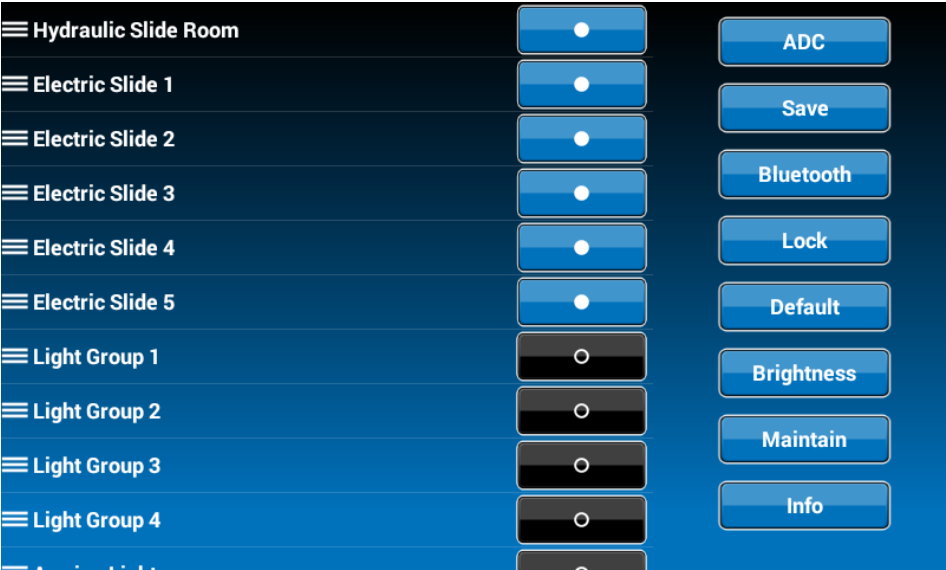 Hydraulic Slide Room
Electric Slide 1
Electric Slide 2
Electric Slide 3
Electric Slide 4
Electric Slide 5
Light Group 1
Light Group 2
Light Group 3
Light Group 4
ADC
Save
Bluetooth
Lock
Default
Brightness
Maintain
Info